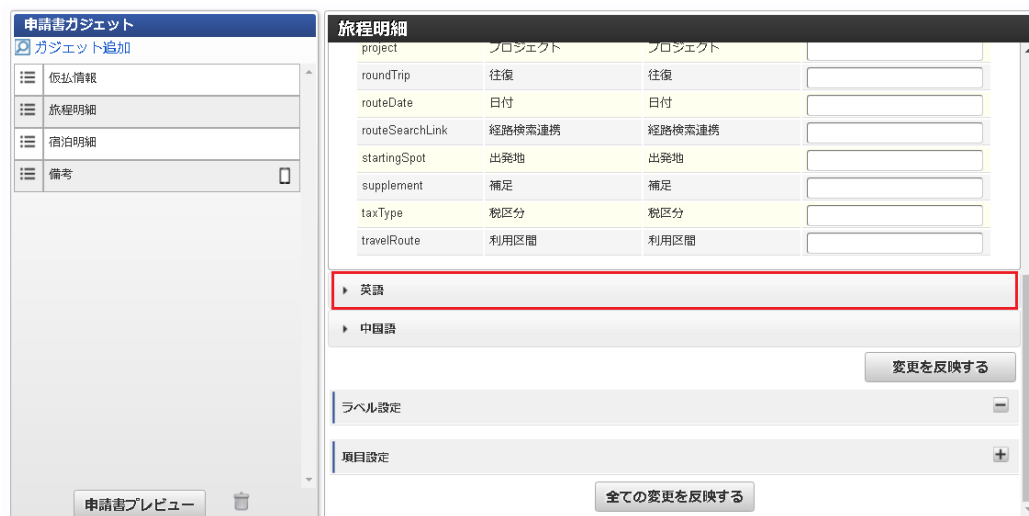 申請書ガジェット
ガジェット追加
仮払情報
旅程明細
宿泊明細
備考
申請書プレビュー
旅程明細
project プロジェクト プロジェクト
roundTrip 往復 往復
routeDate 日付 日付
routeSearchLink 経路検索連携 経路検索連携
startingSpot 出発地 出発地
supplement 補足 補足
taxType 税区分 税区分
travelRoute 利用区間 利用区間
英語
中国語
変更を反映する
ラベル設定
項目設定
全ての変更を反映する